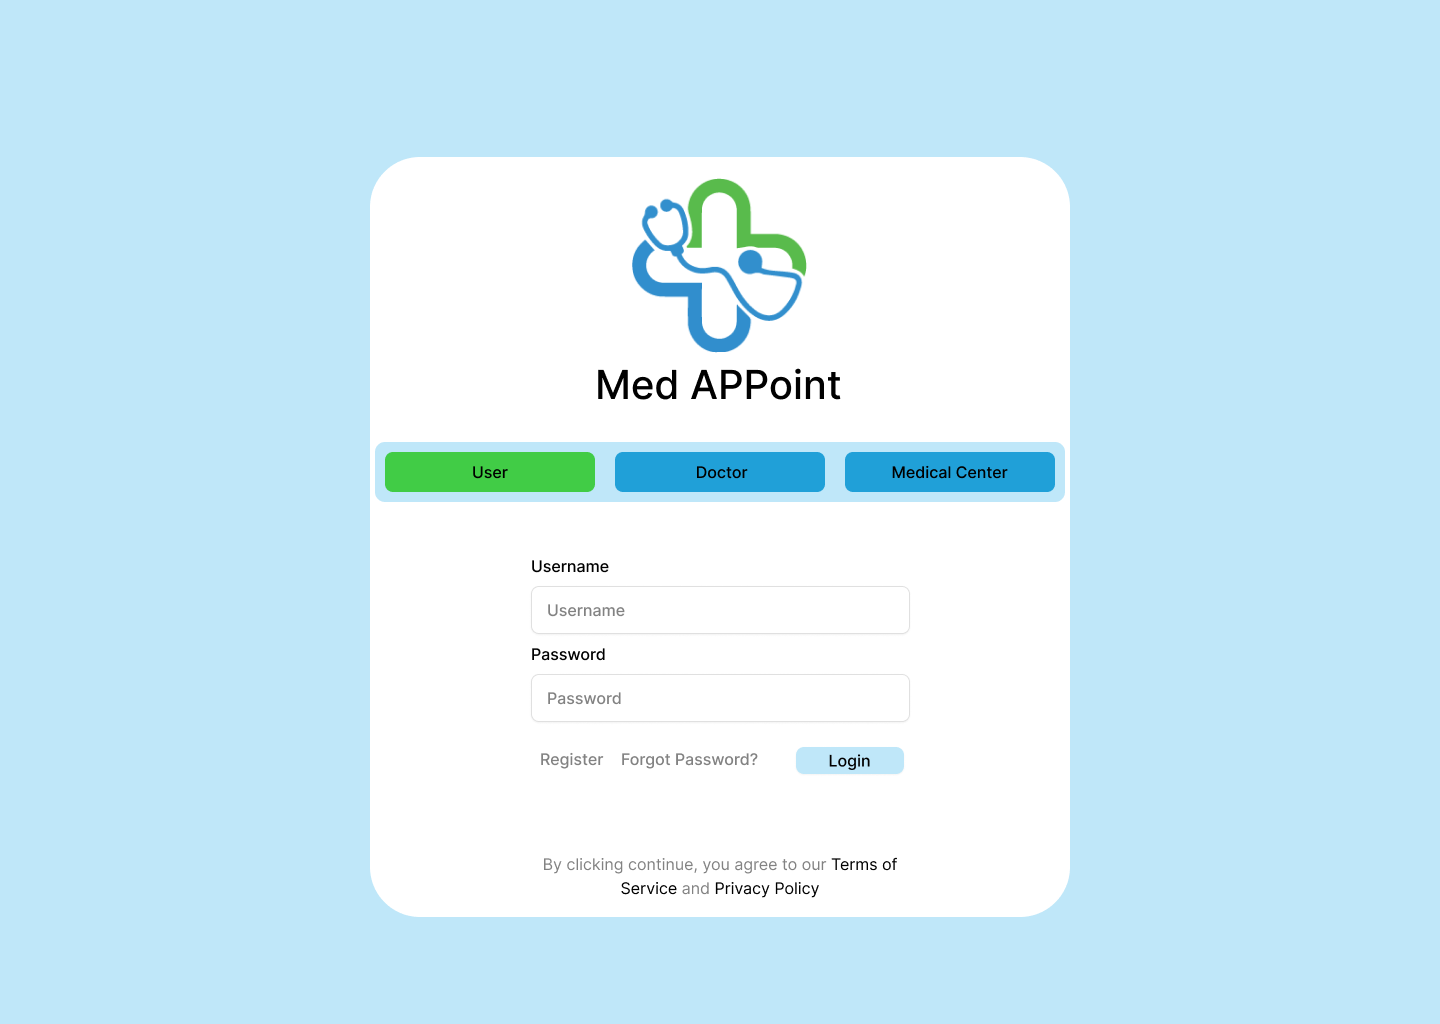 Med APPoint
User
Doctor
Medical Center
Username
Username
Password
Password
Register
Forgot Password?
Login
By clicking continue, you agree to our Terms of
Service and Privacy Policy